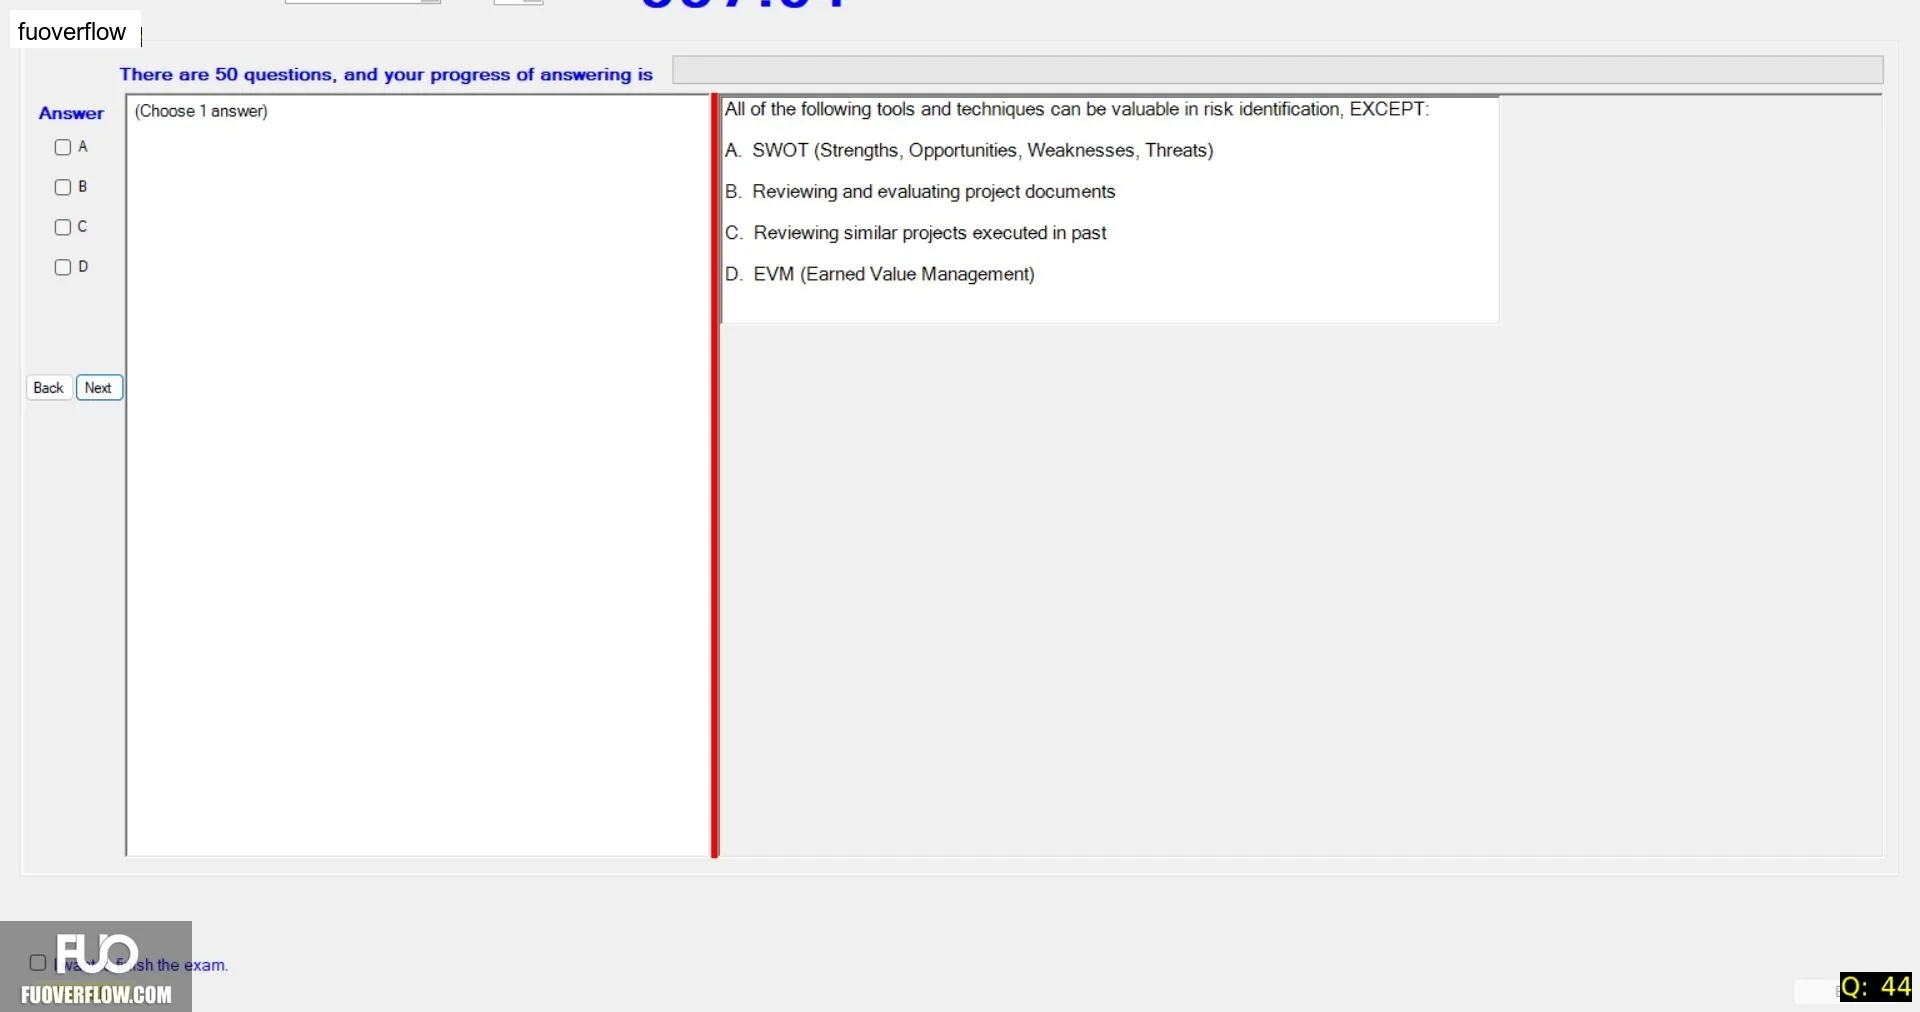 fuoverflow
There are 50 questions, and your progress of answering is
Answer
(Choose 1 answer)
A
B
C
D
Back Next
All of the following tools and techniques can be valuable in risk identification, EXCEPT:
A. SWOT (Strengths, Opportunities, Weaknesses, Threats)
B. Reviewing and evaluating project documents
C. Reviewing similar projects executed in past
D. EVM (Earned Value Management)
FUO
the exam.
FUOVERFLOW.COM
Q: 44